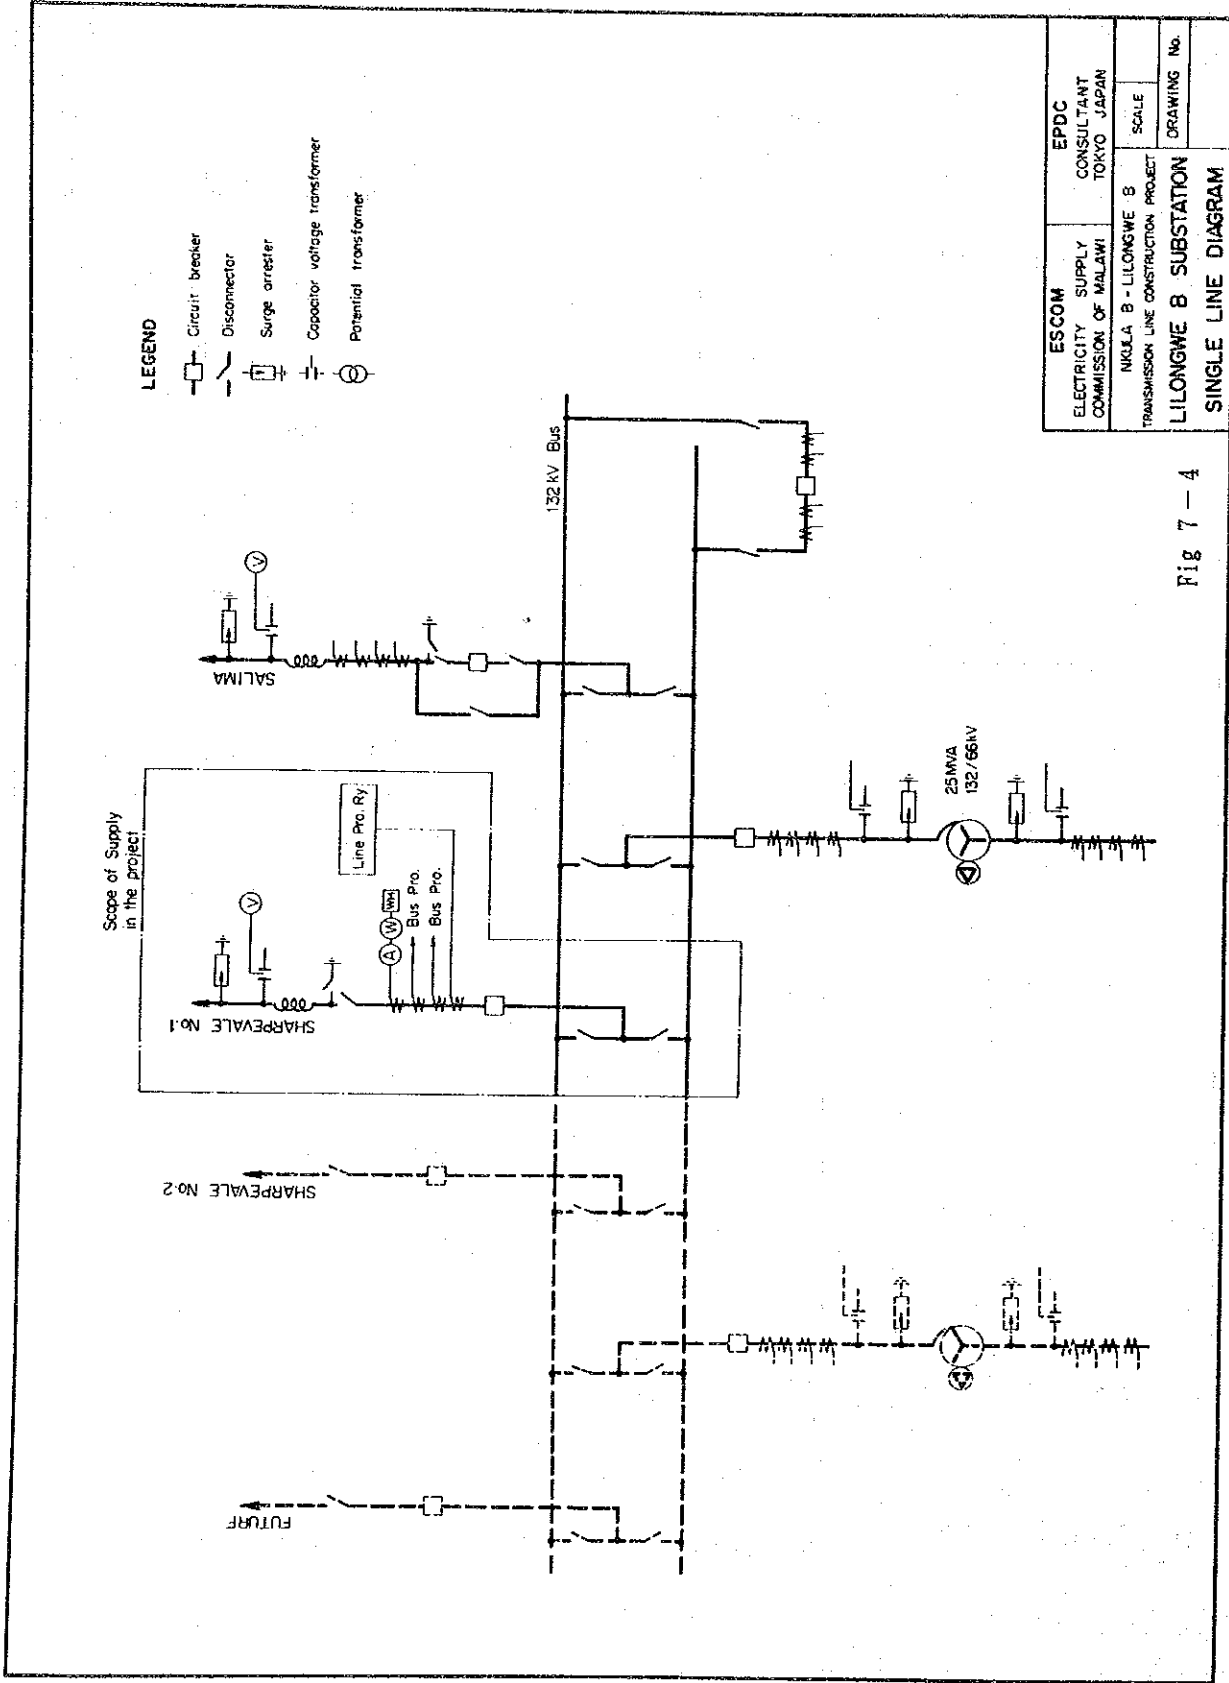 LEGEND
Circuit breaker
Disconnector
Surge arrester
Capacitor voltage transformer
Potential transformer
Scope of Supply
in the project
FUTURF
SHARPEVALE No.2
SHARPEVALE No.1
SALIMA
V
V
A
W
WH
Bus Pro.
Bus Pro.
Line Pro. Ry
132 kV Bus
25 MVA
132/66kV
ESCOM
ELECTRICITY SUPPLY
COMMISSION OF MALAWI
EPDC
CONSULTANT
TOKYO JAPAN
NKULA B - LILONGWE B
TRANSMISSION LINE CONSTRUCTION PROJECT
SCALE
LILONGWE B SUBSTATION
SINGLE LINE DIAGRAM
DRAWING No.
Fig 7-4